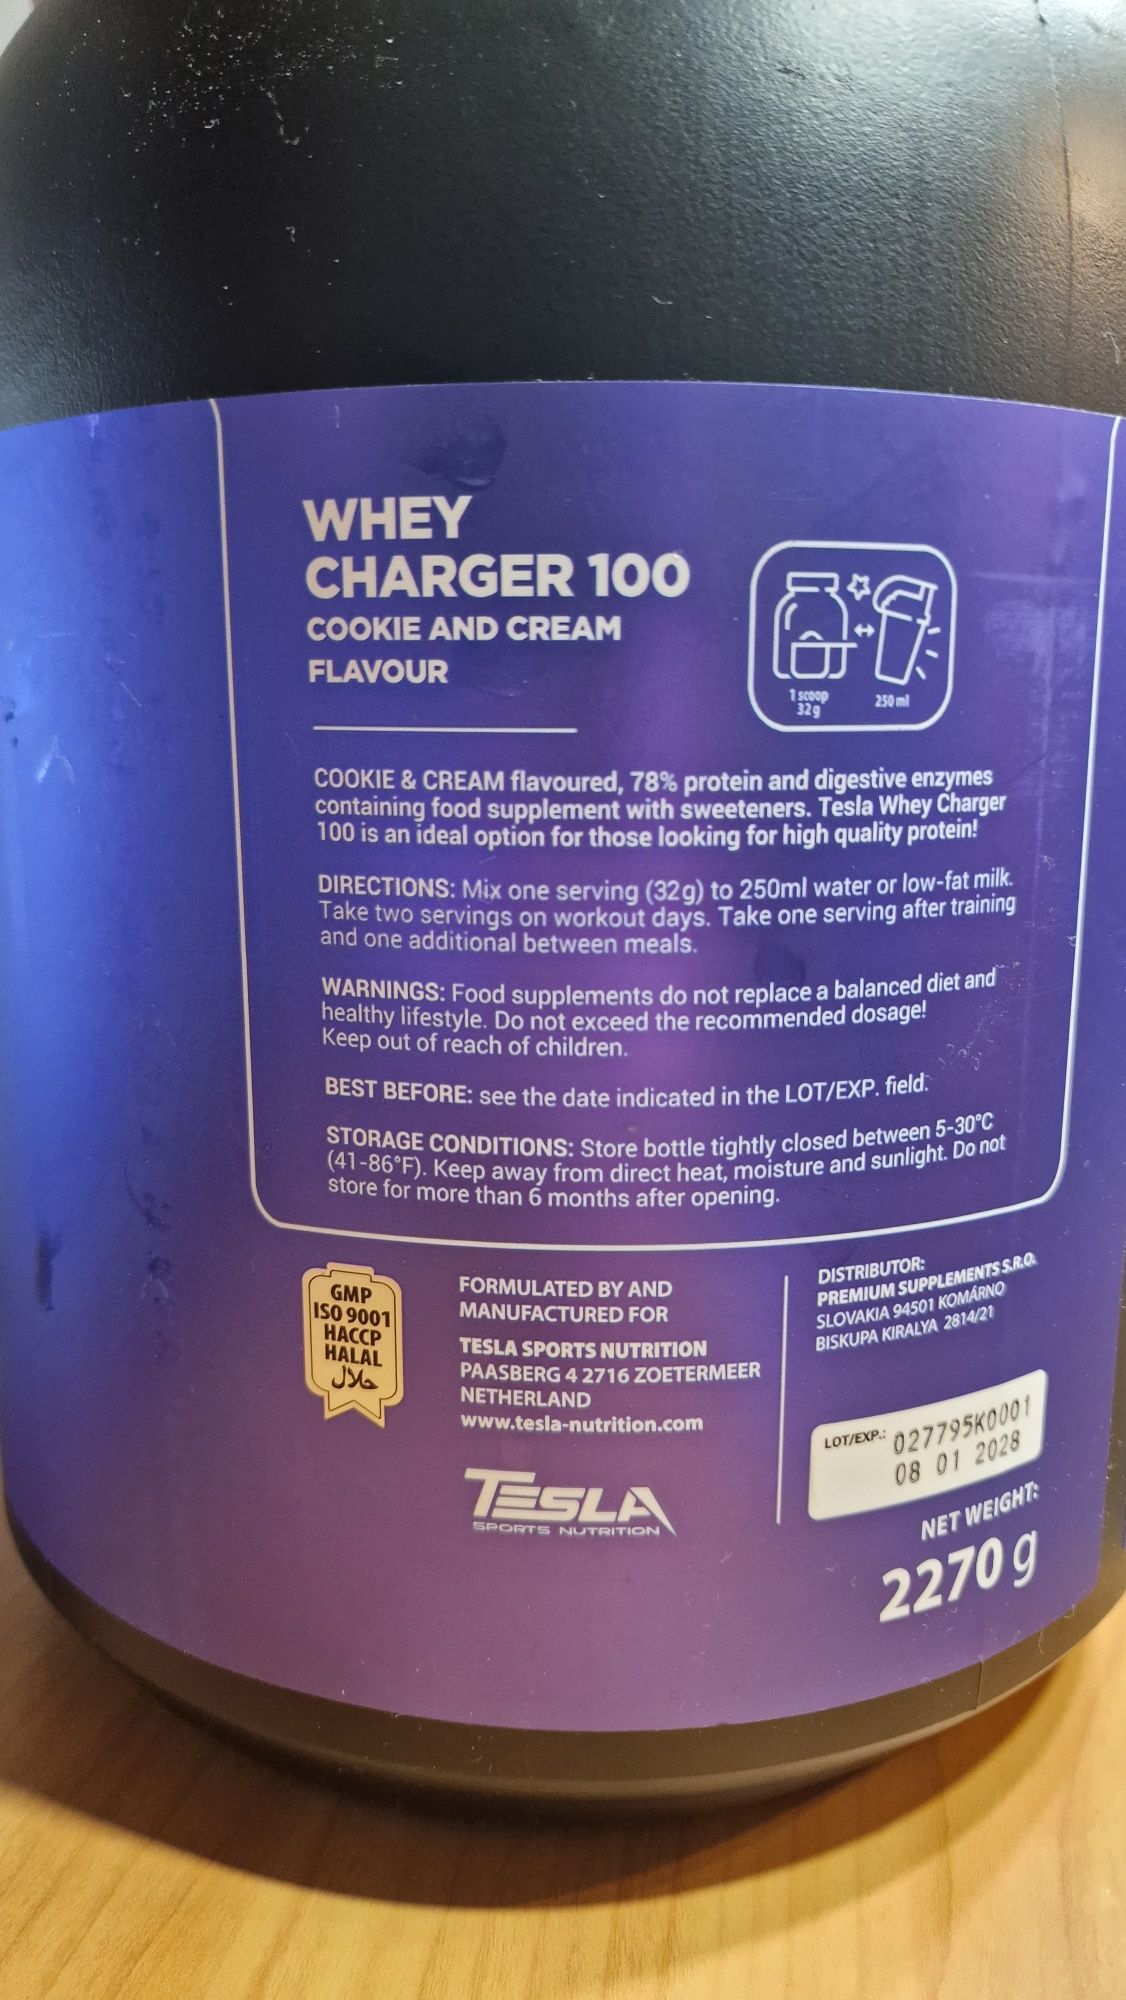 WHEY
CHARGER 100
COOKIE AND CREAM
FLAVOUR
1 scoop
32g
250 ml
COOKIE & CREAM flavoured, 78% protein and digestive enzymes
containing food supplement with sweeteners. Tesla Whey Charger
100 is an ideal option for those looking for high quality protein!
DIRECTIONS: Mix one serving (32g) to 250ml water or low-fat milk.
Take two servings on workout days. Take one serving after training
and one additional between meals.
WARNINGS: Food supplements do not replace a balanced diet and
healthy lifestyle. Do not exceed the recommended dosage!
Keep out of reach of children.
BEST BEFORE: see the date indicated in the LOT/EXP. field.
STORAGE CONDITIONS: Store bottle tightly closed between 5-30°C
(41-86°F). Keep away from direct heat, moisture and sunlight. Do not
store for more than 6 months after opening.
GMP
ISO 9001
HACCP
HALAL
حلال
FORMULATED BY AND
MANUFACTURED FOR
TESLA SPORTS NUTRITION
PAASBERG 4 2716 ZOETERMEER
NETHERLAND
www.tesla-nutrition.com
TESLA
SPORTS NUTRITION
DISTRIBUTOR:
PREMIUM SUPPLEMENTS S.R.O.
SLOVAKIA 94501 KOMÁRNO
BISKUPA KIRALYA 2814/21
LOT/EXP.: 027795K0001
08 01 2028
NET WEIGHT:
2270 g